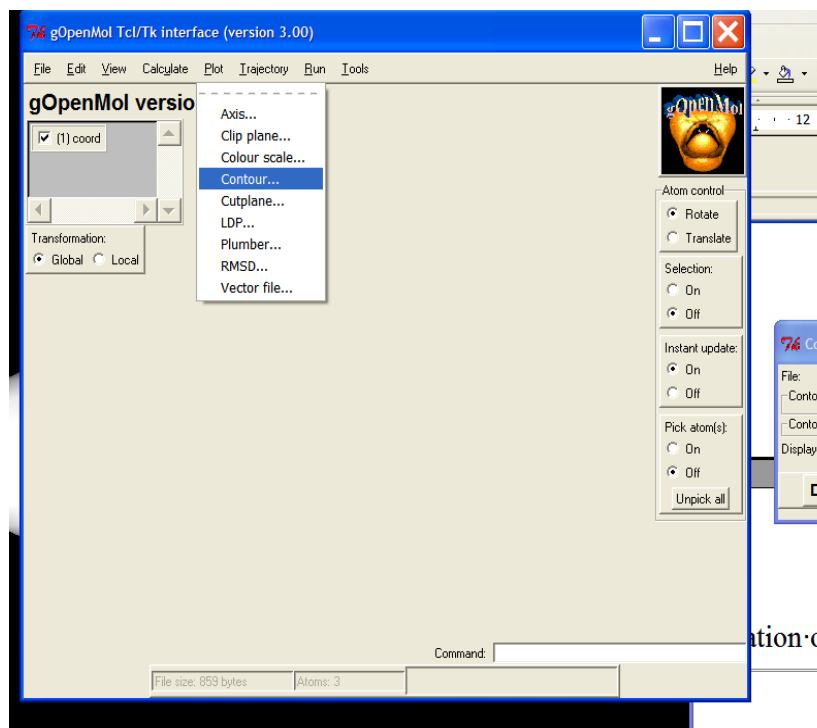 gOpenMol Tcl/Tk interface (version 3.00)
File Edit View Calculate Plot Trajectory Run Tools Help
gOpenMol versio
(1) coord
Transformation:
Global Local
Axis...
Clip plane...
Colour scale...
Contour...
Cutplane...
LDP...
Plumber...
RMSD...
Vector file...
gOpenMol
Atom control
Rotate
Translate
Selection:
On
Off
Instant update:
On
Off
Pick atom(s):
On
Off
Unpick all
Command:
File size: 859 bytes Atoms: 3
12
Co
File:
Conto
Conto
Display
D
ation·o